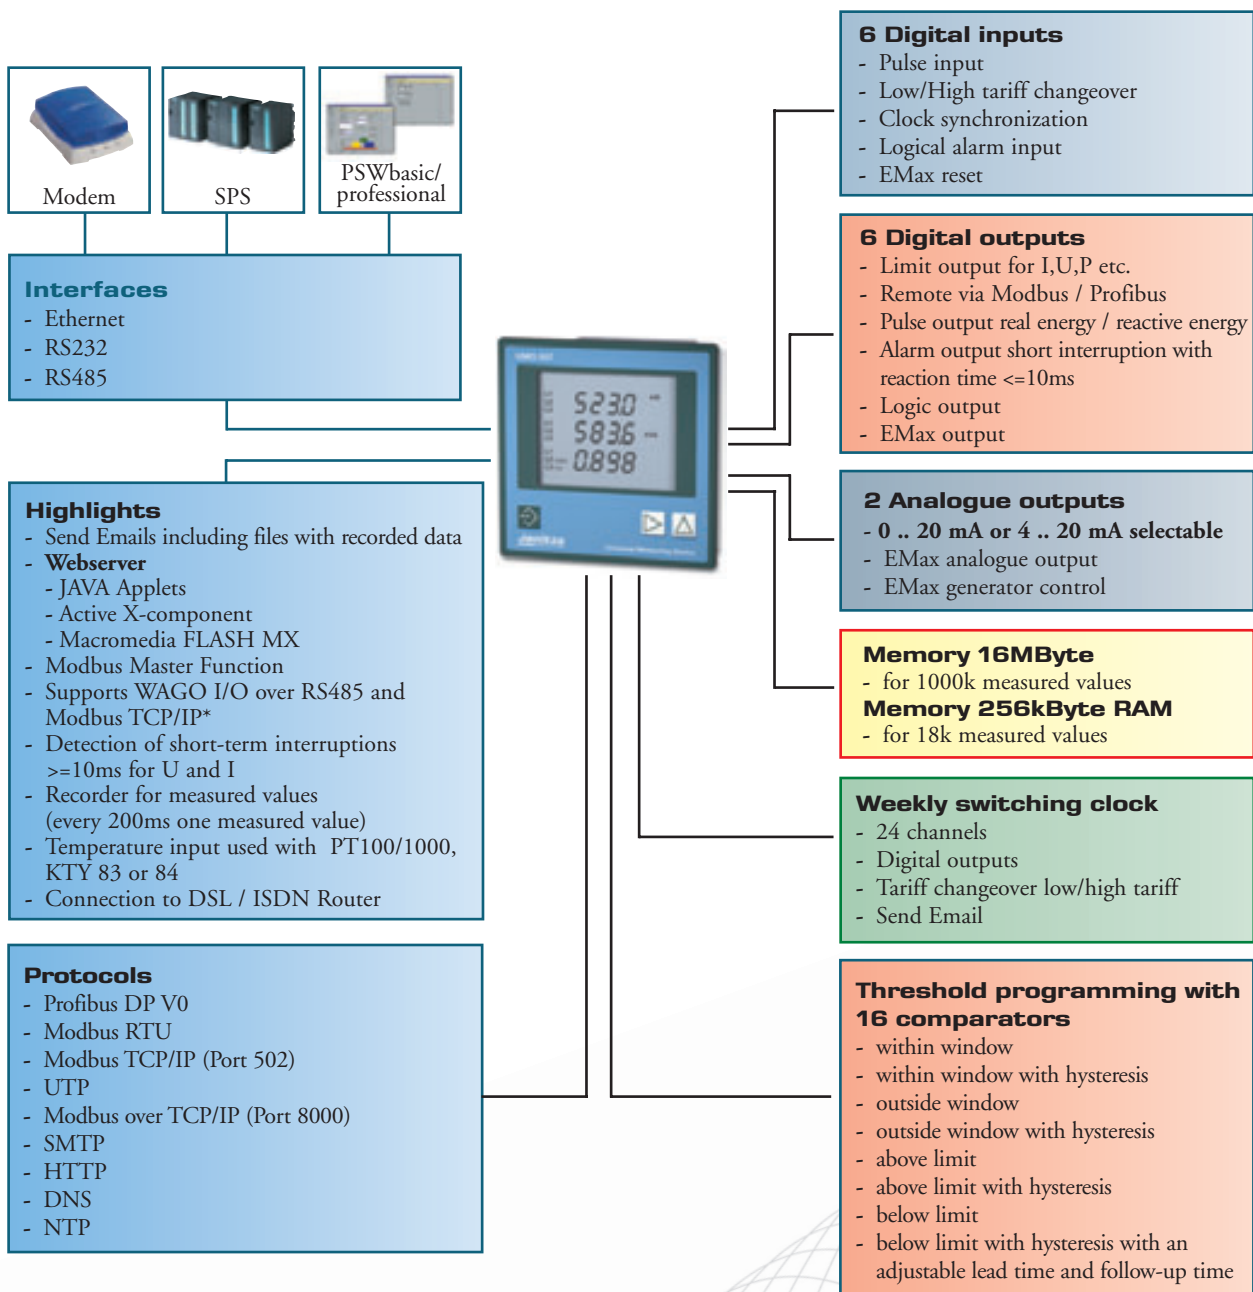 Modem
SPS
PSWbasic/
professional
Interfaces
- Ethernet
- RS232
- RS485
Highlights
- Send Emails including files with recorded data
- Webserver
- JAVA Applets
- Active X-component
- Macromedia FLASH MX
- Modbus Master Function
- Supports WAGO I/O over RS485 and
Modbus TCP/IP*
- Detection of short-term interruptions
>=10ms for U and I
- Recorder for measured values
(every 200ms one measured value)
- Temperature input used with PT100/1000,
KTY 83 or 84
- Connection to DSL / ISDN Router
Protocols
- Profibus DP V0
- Modbus RTU
- Modbus TCP/IP (Port 502)
- UTP
- Modbus over TCP/IP (Port 8000)
- SMTP
- HTTP
- DNS
- NTP
523.0
583.6
0.898
Janitza
6 Digital inputs
- Pulse input
- Low/High tariff changeover
- Clock synchronization
- Logical alarm input
- EMax reset
6 Digital outputs
- Limit output for I,U,P etc.
- Remote via Modbus / Profibus
- Pulse output real energy / reactive energy
- Alarm output short interruption with
reaction time <=10ms
- Logic output
- EMax output
2 Analogue outputs
- 0 .. 20 mA or 4 .. 20 mA selectable
- EMax analogue output
- EMax generator control
Memory 16MByte
- for 1000k measured values
Memory 256kByte RAM
- for 18k measured values
Weekly switching clock
- 24 channels
- Digital outputs
- Tariff changeover low/high tariff
- Send Email
Threshold programming with
16 comparators
- within window
- within window with hysteresis
- outside window
- outside window with hysteresis
- above limit
- above limit with hysteresis
- below limit
- below limit with hysteresis with an
adjustable lead time and follow-up time